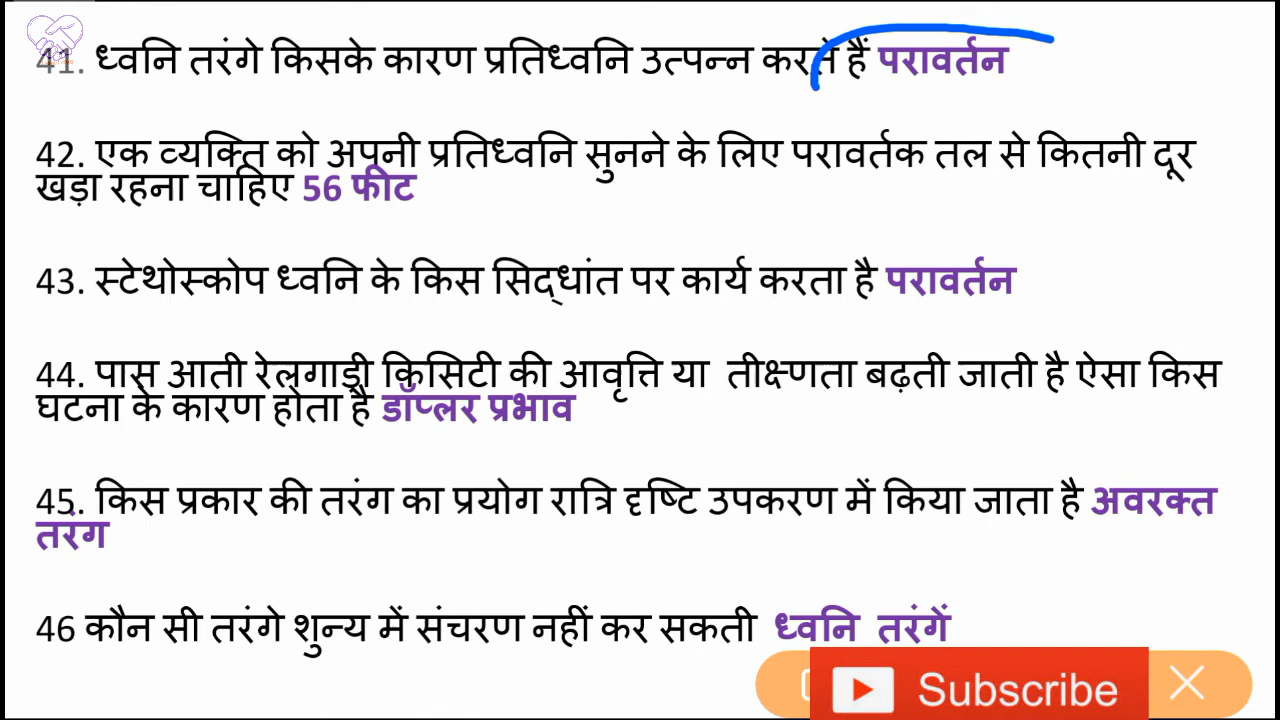 41. ध्वनि तरंगे किसके कारण प्रतिध्वनि उत्पन्न करते हैं परावर्तन
42. एक व्यक्ति को अपनी प्रतिध्वनि सुनने के लिए परावर्तक तल से कितनी दूर
खड़ा रहना चाहिए 56 फीट
43. स्टेथोस्कोप ध्वनि के किस सिद्धांत पर कार्य करता है परावर्तन
44. पास आती रेलगाड़ी किसिटी की आवृत्ति या तीक्ष्णता बढ़ती जाती है ऐसा किस
घटना के कारण होता है डॉप्लर प्रभाव
45. किस प्रकार की तरंग का प्रयोग रात्रि दृष्टि उपकरण में किया जाता है अवरक्त
तरंग
46 कौन सी तरंगे शुन्य में संचरण नहीं कर सकती ध्वनि तरंगें
Subscribe